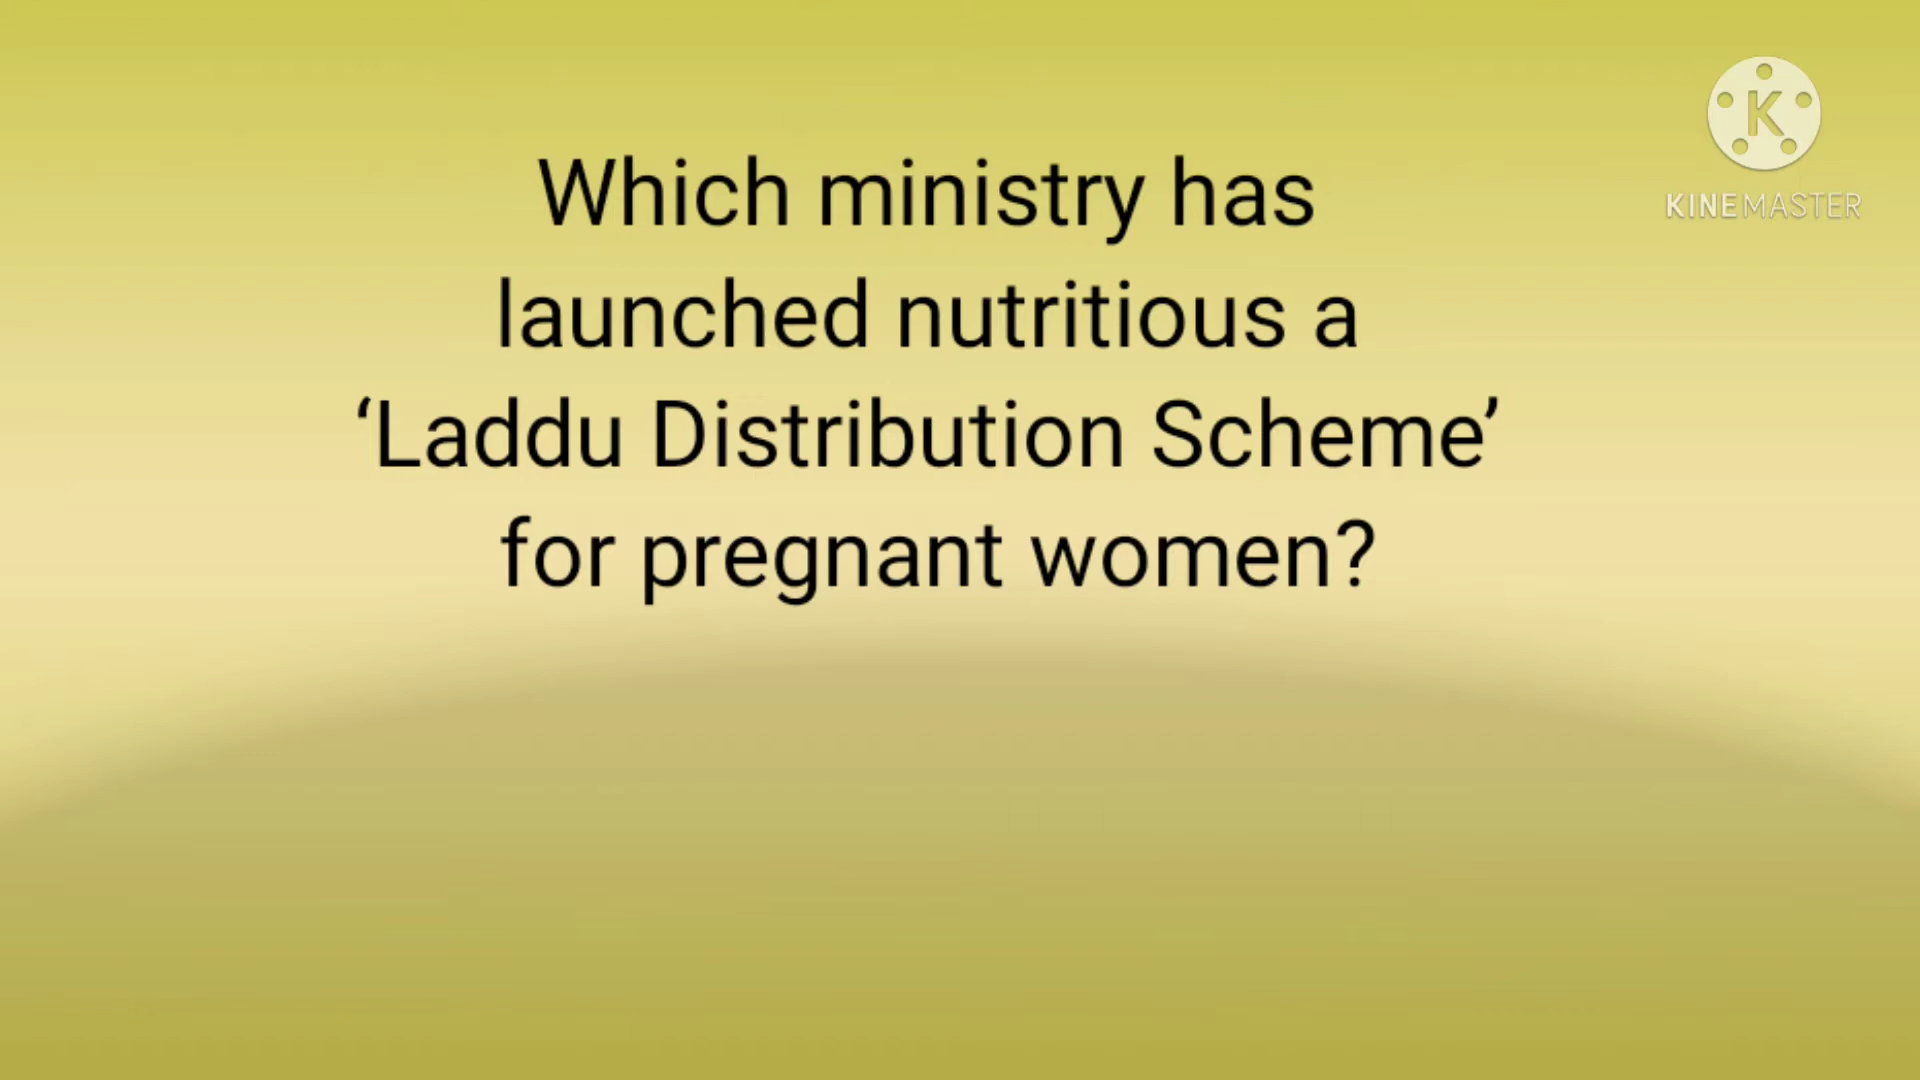 Which ministry has
launched nutritious a
‘Laddu Distribution Scheme’
for pregnant women?
K
KINEMASTER